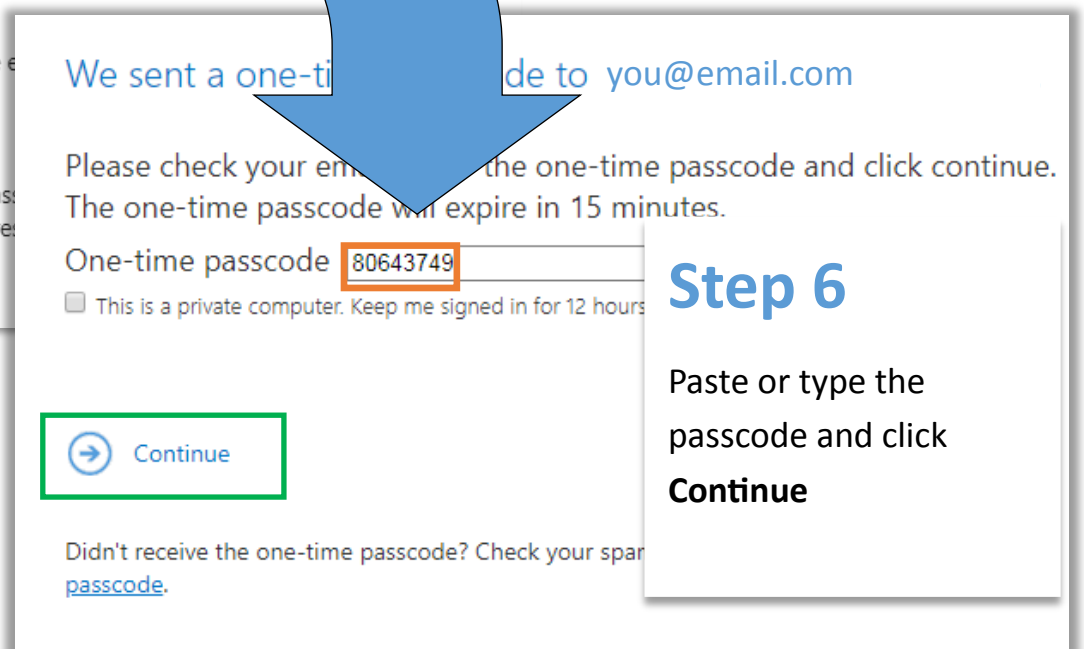 We sent a one-ti de to you@email.com
Please check your em the one-time passcode and click continue.
The one-time passcode will expire in 15 minutes.
One-time passcode 80643749
This is a private computer. Keep me signed in for 12 hours
Step 6
Paste or type the
passcode and click
Continue
Continue
Didn't receive the one-time passcode? Check your spa
passcode.